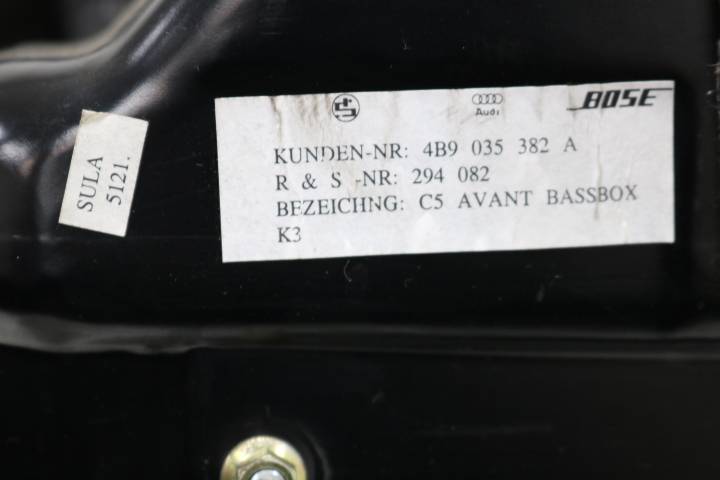 Audi
BOSE
KUNDEN-NR: 4B9 035 382 A
R & S -NR: 294 082
BEZEICHNG: C5 AVANT BASSBOX
K3
SULA
5121.